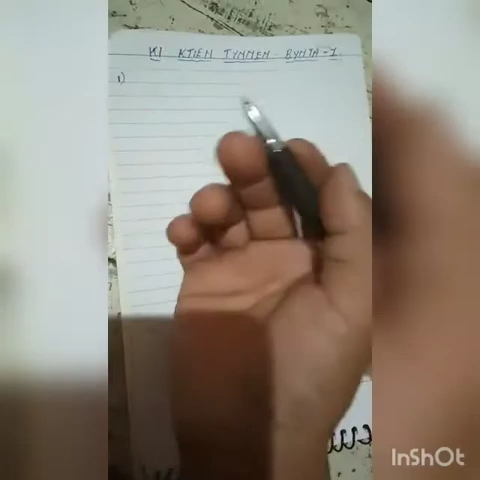 KI KTIEN TYMMEN - BYNTA - I.
1)
InShOt